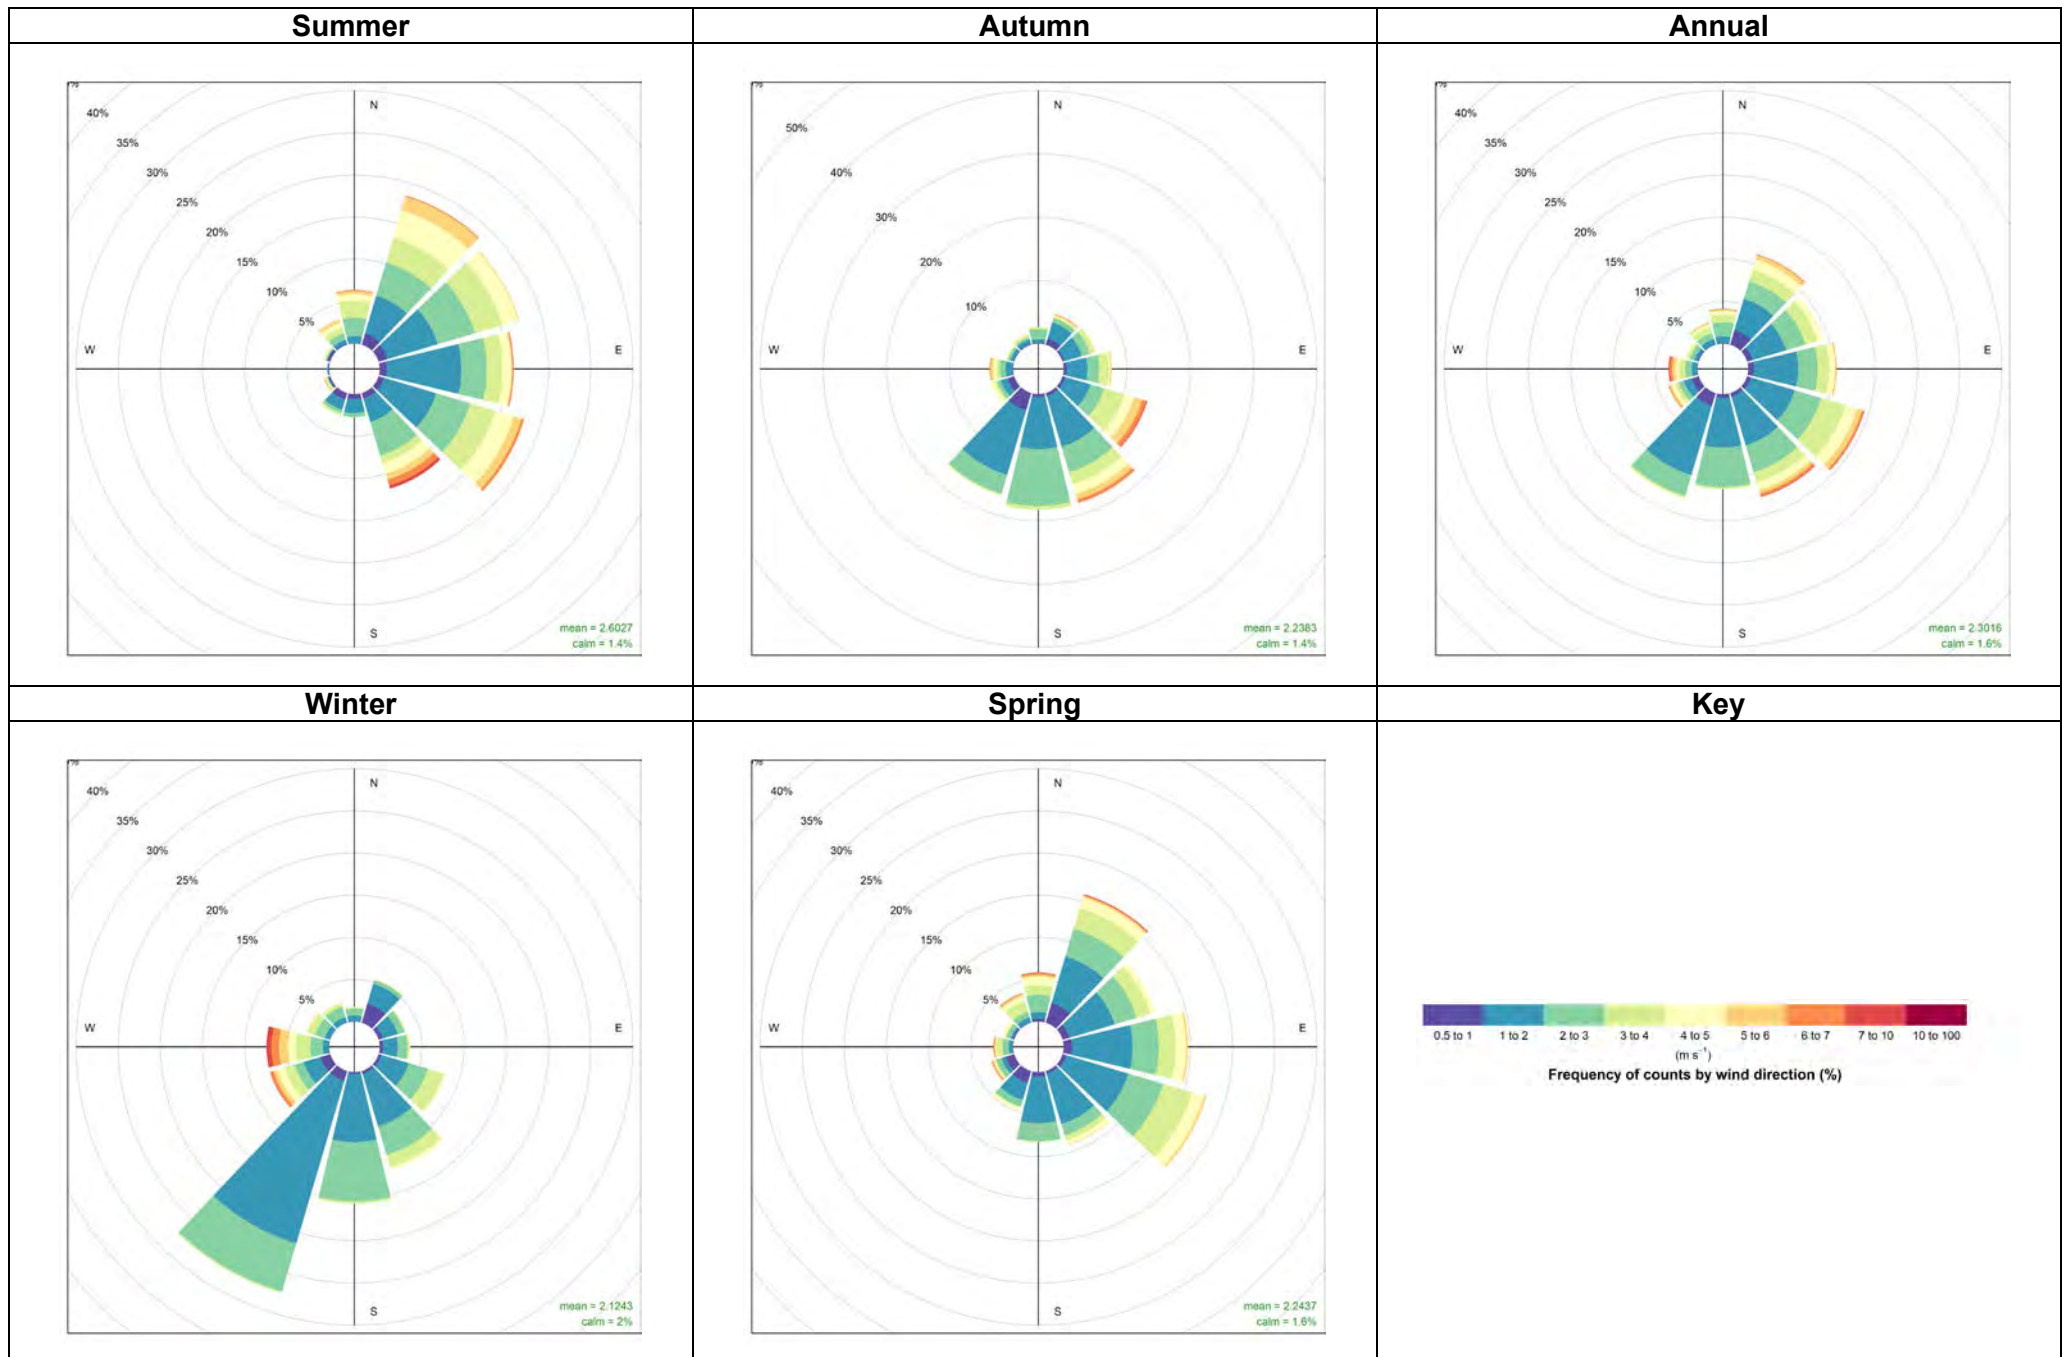 Summer
Autumn
Annual
N
40%
35%
30%
25%
20%
15%
10%
5%
W
E
S
mean = 2.6027
calm = 1.4%
N
50%
40%
30%
20%
10%
W
E
S
mean = 2.2383
calm = 1.4%
N
40%
35%
30%
25%
20%
15%
10%
5%
W
E
S
mean = 2.3016
calm = 1.6%
Winter
Spring
Key
N
40%
35%
30%
25%
20%
15%
10%
5%
W
E
S
mean = 2.1243
calm = 2%
N
40%
35%
30%
25%
20%
15%
10%
5%
W
E
S
mean = 2.2437
calm = 1.6%
0.5 to 1 1 to 2 2 to 3 3 to 4 4 to 5 5 to 6 6 to 7 7 to 10 10 to 100
(m s⁻¹)
Frequency of counts by wind direction (%)